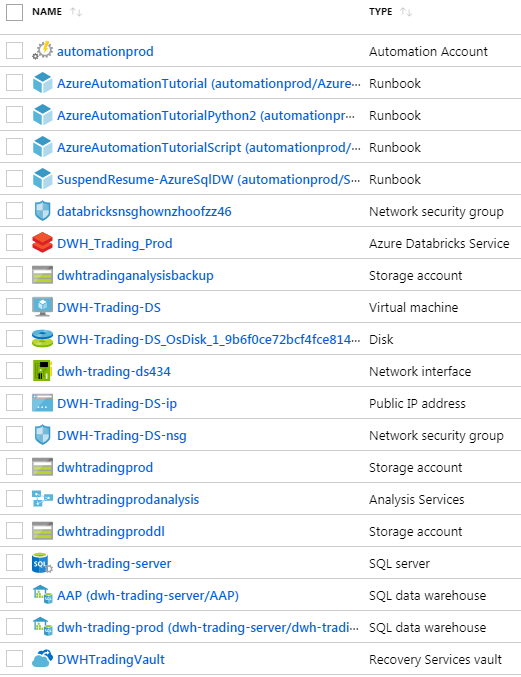 NAME TYPE
automationprod Automation Account
AzureAutomationTutorial (automationprod/Azure··· Runbook
AzureAutomationTutorialPython2 (automationpr··· Runbook
AzureAutomationTutorialScript (automationprod/··· Runbook
SuspendResume-AzureSqlDW (automationprod/S··· Runbook
databricksnsghownzhoofzz46 Network security group
DWH_Trading_Prod Azure Databricks Service
dwhtradinganalysisbackup Storage account
DWH-Trading-DS Virtual machine
DWH-Trading-DS_OsDisk_1_9b6f0ce72bcf4fce814··· Disk
dwh-trading-ds434 Network interface
DWH-Trading-DS-ip Public IP address
DWH-Trading-DS-nsg Network security group
dwhtradingprod Storage account
dwhtradingprodanalysis Analysis Services
dwhtradingproddl Storage account
dwh-trading-server SQL server
AAP (dwh-trading-server/AAP) SQL data warehouse
dwh-trading-prod (dwh-trading-server/dwh-tradi··· SQL data warehouse
DWHTradingVault Recovery Services vault